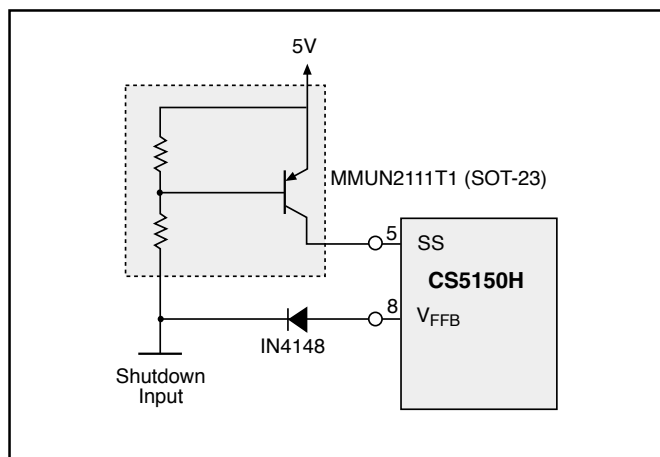 5V
MMUN2111T1 (SOT-23)
5
SS
CS5150H
8
VFFB
IN4148
Shutdown
Input